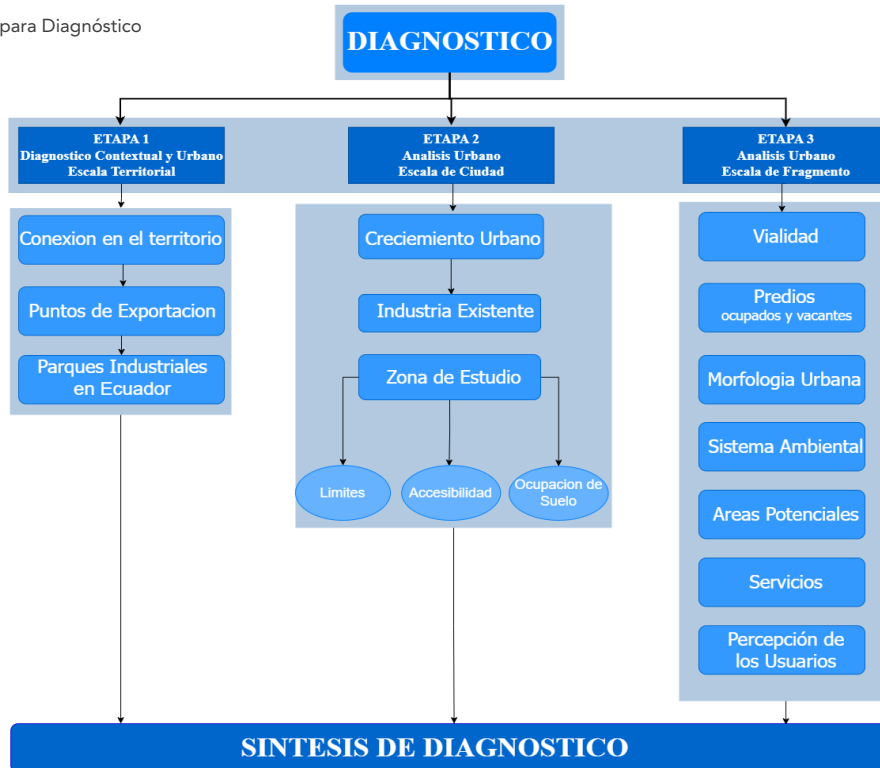 para Diagnóstico
DIAGNOSTICO
ETAPA 1
Diagnostico Contextual y Urbano
Escala Territorial
ETAPA 2
Analisis Urbano
Escala de Ciudad
ETAPA 3
Analisis Urbano
Escala de Fragmento
Conexion en el territorio
Puntos de Exportacion
Parques Industriales
en Ecuador
Creciemiento Urbano
Industria Existente
Zona de Estudio
Limites
Accesibilidad
Ocupacion de
Suelo
Vialidad
Predios
ocupados y vacantes
Morfologia Urbana
Sistema Ambiental
Areas Potenciales
Servicios
Percepción de
los Usuarios
SINTESIS DE DIAGNOSTICO